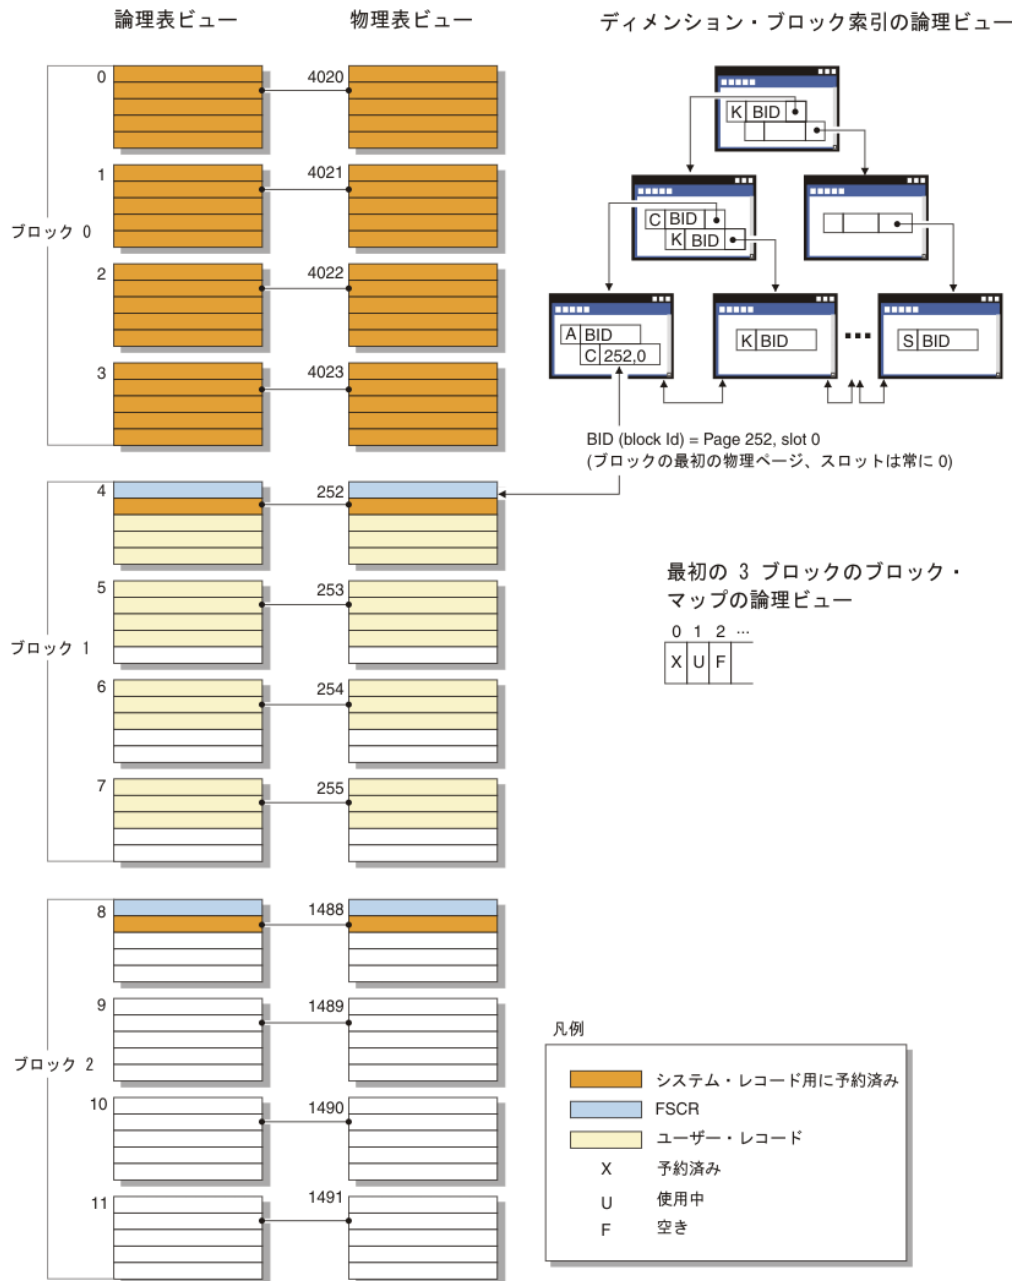 論理表ビュー
物理表ビュー
ディメンション・ブロック索引の論理ビュー
0
4020
1
4021
ブロック 0
2
4022
3
4023
K BID
C BID
K BID
A BID
C 252,0
K BID
S BID
BID (block Id) = Page 252, slot 0
(ブロックの最初の物理ページ、スロットは常に 0)
4
252
5
253
ブロック 1
6
254
7
255
最初の 3 ブロックのブロック・
マップの論理ビュー
0 1 2 ...
X U F
8
1488
9
1489
ブロック 2
10
1490
11
1491
凡例
システム・レコード用に予約済み
FSCR
ユーザー・レコード
X 予約済み
U 使用中
F 空き